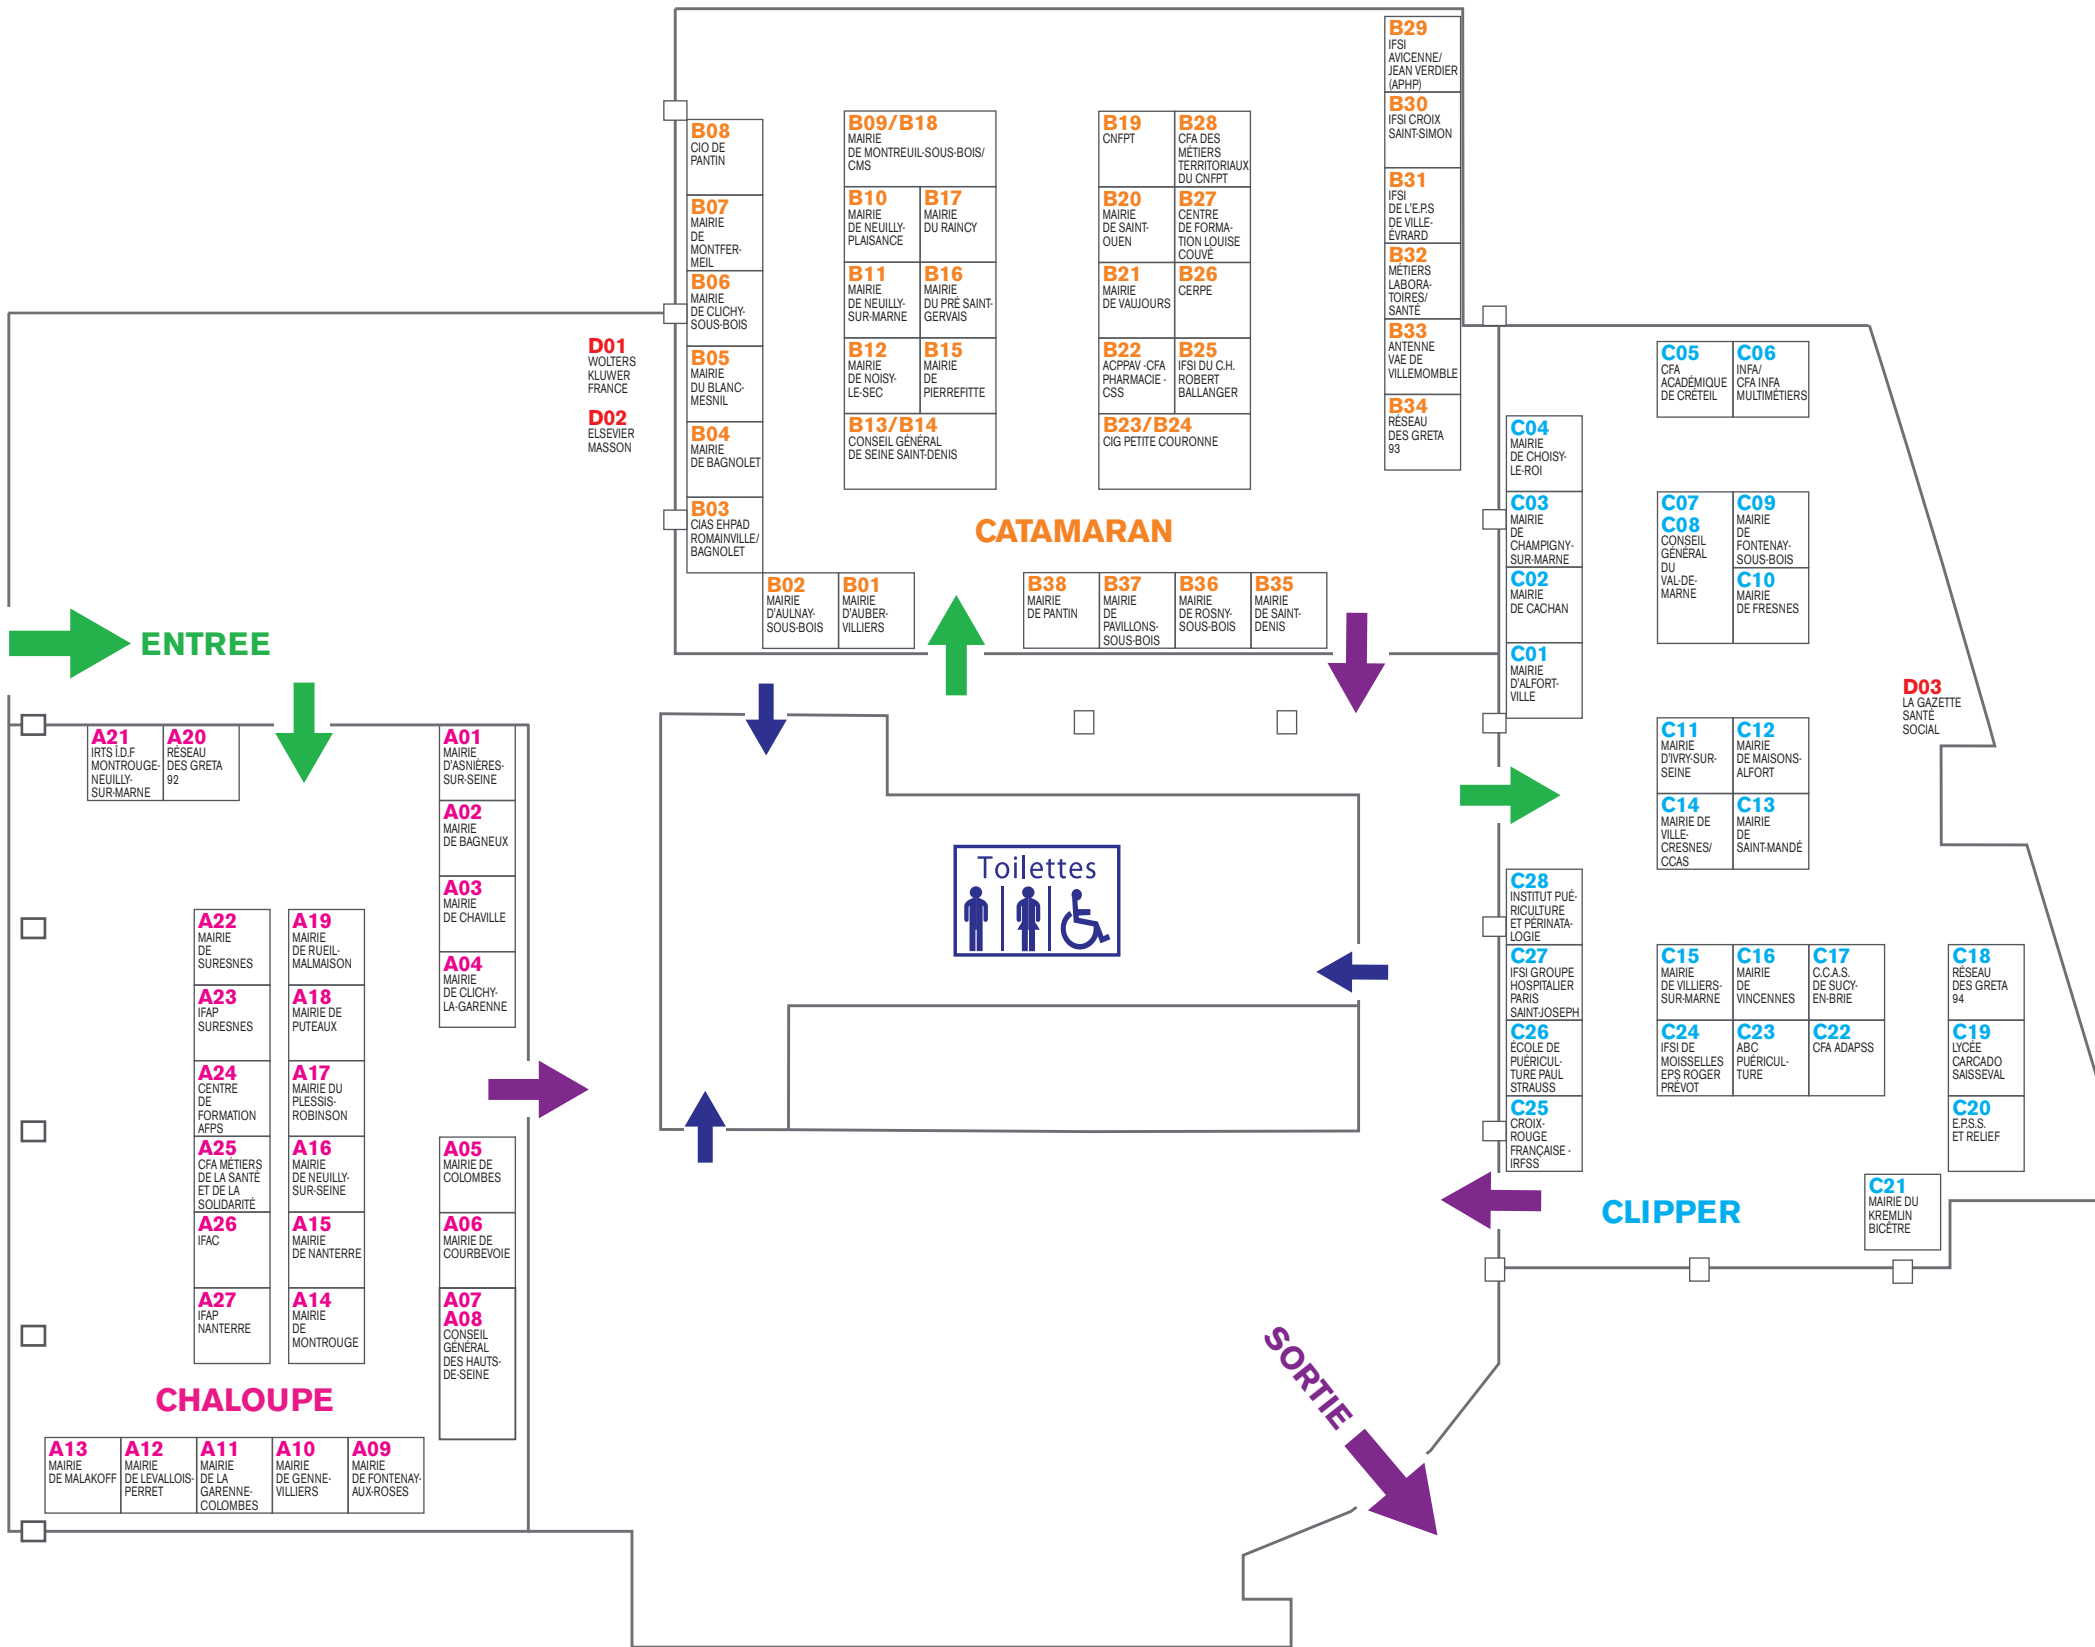 B29
IFSI
AVICENNE/
JEAN VERDIER
(APHP)
B30
IFSI CROIX
SAINT-SIMON
B31
IFSI
DE L'E.P.S
DE VILLE-
ÉVRARD
B32
MÉTIERS
LABORA-
TOIRES/
SANTÉ
B33
ANTENNE
VAE DE
VILLEMOMBLE
B34
RÉSEAU
DES GRETA
93
B08
CIO DE
PANTIN
B07
MAIRIE
DE
MONTFER-
MEIL
B06
MAIRIE
DE CLICHY-
SOUS-BOIS
B05
MAIRIE
DU BLANC-
MESNIL
B04
MAIRIE
DE BAGNOLET
B03
CIAS EHPAD
ROMAINVILLE/
BAGNOLET
B02
MAIRIE
D'AULNAY-
SOUS-BOIS
B01
MAIRIE
D'AUBER-
VILLIERS
B09/B18
MAIRIE
DE MONTREUIL-SOUS-BOIS/
CMS
B10
MAIRIE
DE NEUILLY-
PLAISANCE
B17
MAIRIE
DU RAINCY
B11
MAIRIE
DE NEUILLY-
SUR-MARNE
B16
MAIRIE
DU PRÉ SAINT-
GERVAIS
B12
MAIRIE
DE NOISY-
LE-SEC
B15
MAIRIE
DE
PIERREFITTE
B13/B14
CONSEIL GÉNÉRAL
DE SEINE SAINT-DENIS
B19
CNFPT
B28
CFA DES
MÉTIERS
TERRITORIAUX
DU CNFPT
B20
MAIRIE
DE SAINT-
OUEN
B27
CENTRE
DE FORMA-
TION LOUISE
COUVÉ
B21
MAIRIE
DE VAUJOURS
B26
CERPE
B22
ACPPAV -CFA
PHARMACIE -
CSS
B25
IFSI DU C.H.
ROBERT
BALLANGER
B23/B24
CIG PETITE COURONNE
CATAMARAN
B38
MAIRIE
DE PANTIN
B37
MAIRIE
DE
PAVILLONS-
SOUS-BOIS
B36
MAIRIE
DE ROSNY-
SOUS-BOIS
B35
MAIRIE
DE SAINT-
DENIS
D01
WOLTERS
KLUWER
FRANCE
D02
ELSEVIER
MASSON
ENTREE
C05
CFA
ACADÉMIQUE
DE CRÉTEIL
C06
INFA/
CFA INFA
MULTIMÉTIERS
C04
MAIRIE
DE CHOISY-
LE-ROI
C03
MAIRIE
DE
CHAMPIGNY-
SUR-MARNE
C02
MAIRIE
DE CACHAN
C01
MAIRIE
D'ALFORT-
VILLE
C07
C08
CONSEIL
GÉNÉRAL
DU
VAL-DE-
MARNE
C09
MAIRIE
DE
FONTENAY-
SOUS-BOIS
C10
MAIRIE
DE FRESNES
D03
LA GAZETTE
SANTÉ
SOCIAL
C11
MAIRIE
D'IVRY-SUR-
SEINE
C12
MAIRIE
DE MAISONS-
ALFORT
C14
MAIRIE DE
VILLE-
CRESNES/
CCAS
C13
MAIRIE
DE
SAINT-MANDÉ
C28
INSTITUT PUÉ-
RICULTURE
ET PÉRINATA-
LOGIE
C27
IFSI GROUPE
HOSPITALIER
PARIS
SAINT-JOSEPH
C26
ÉCOLE DE
PUÉRICUL-
TURE PAUL
STRAUSS
C25
CROIX-
ROUGE
FRANÇAISE -
IRFSS
C15
MAIRIE
DE VILLIERS-
SUR-MARNE
C16
MAIRIE
DE
VINCENNES
C17
C.C.A.S.
DE SUCY-
EN-BRIE
C24
IFSI DE
MOISSELLES
EPS ROGER
PRÉVOT
C23
ABC
PUÉRICUL-
TURE
C22
CFA ADAPSS
C18
RÉSEAU
DES GRETA
94
C19
LYCÉE
CARCADO
SAISSEVAL
C20
E.P.S.S.
ET RELIEF
C21
MAIRIE DU
KREMLIN
BICÊTRE
CLIPPER
Toilettes
A21
IRTS Î.D.F
MONTROUGE-
NEUILLY-
SUR-MARNE
A20
RÉSEAU
DES GRETA
92
A01
MAIRIE
D'ASNIÈRES-
SUR-SEINE
A02
MAIRIE
DE BAGNEUX
A03
MAIRIE
DE CHAVILLE
A04
MAIRIE
DE CLICHY-
LA-GARENNE
A22
MAIRIE
DE
SURESNES
A19
MAIRIE
DE RUEIL-
MALMAISON
A23
IFAP
SURESNES
A18
MAIRIE DE
PUTEAUX
A24
CENTRE
DE
FORMATION
AFPS
A17
MAIRIE DU
PLESSIS-
ROBINSON
A25
CFA MÉTIERS
DE LA SANTÉ
ET DE LA
SOLIDARITÉ
A16
MAIRIE
DE NEUILLY-
SUR-SEINE
A26
IFAC
A15
MAIRIE
DE NANTERRE
A27
IFAP
NANTERRE
A14
MAIRIE
DE
MONTROUGE
A05
MAIRIE DE
COLOMBES
A06
MAIRIE DE
COURBEVOIE
A07
A08
CONSEIL
GÉNÉRAL
DES HAUTS-
DE-SEINE
CHALOUPE
A13
MAIRIE
DE MALAKOFF
A12
MAIRIE
DE LEVALLOIS-
PERRET
A11
MAIRIE
DE LA
GARENNE-
COLOMBES
A10
MAIRIE
DE GENNE-
VILLIERS
A09
MAIRIE
DE FONTENAY-
AUX-ROSES
SORTIE